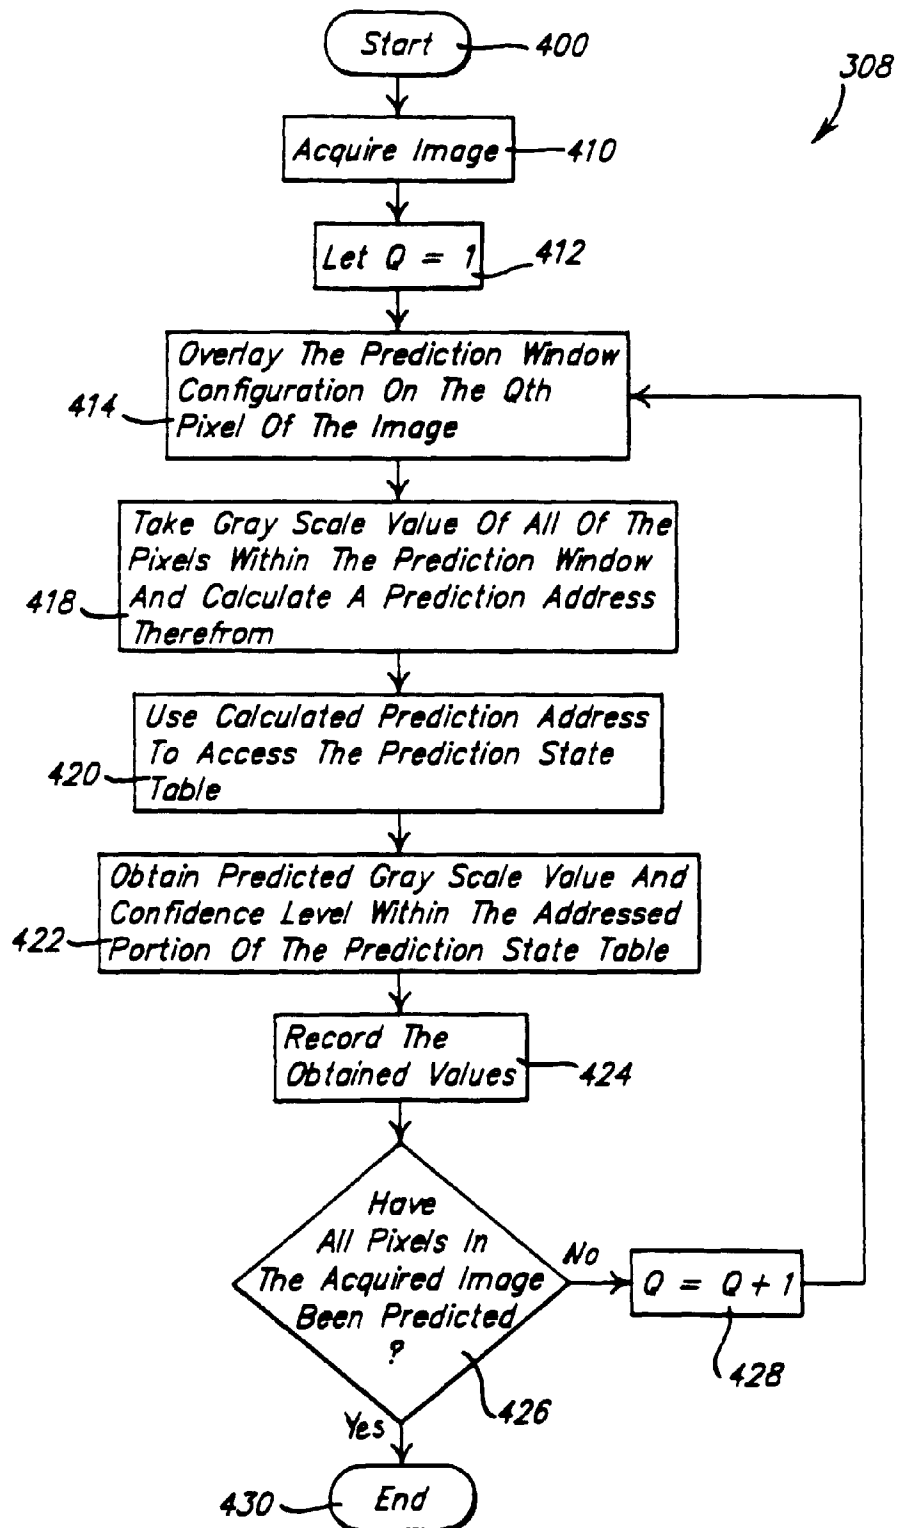 Start
400
308
Acquire Image
410
Let Q = 1
412
Overlay The Prediction Window
Configuration On The Qth
Pixel Of The Image
414
Take Gray Scale Value Of All Of The
Pixels Within The Prediction Window
And Calculate A Prediction Address
Therefrom
418
Use Calculated Prediction Address
To Access The Prediction State
Table
420
Obtain Predicted Gray Scale Value And
Confidence Level Within The Addressed
Portion Of The Prediction State Table
422
Record The
Obtained Values
424
Have
All Pixels In
The Acquired Image
Been Predicted
?
426
No
Q = Q + 1
428
Yes
End
430